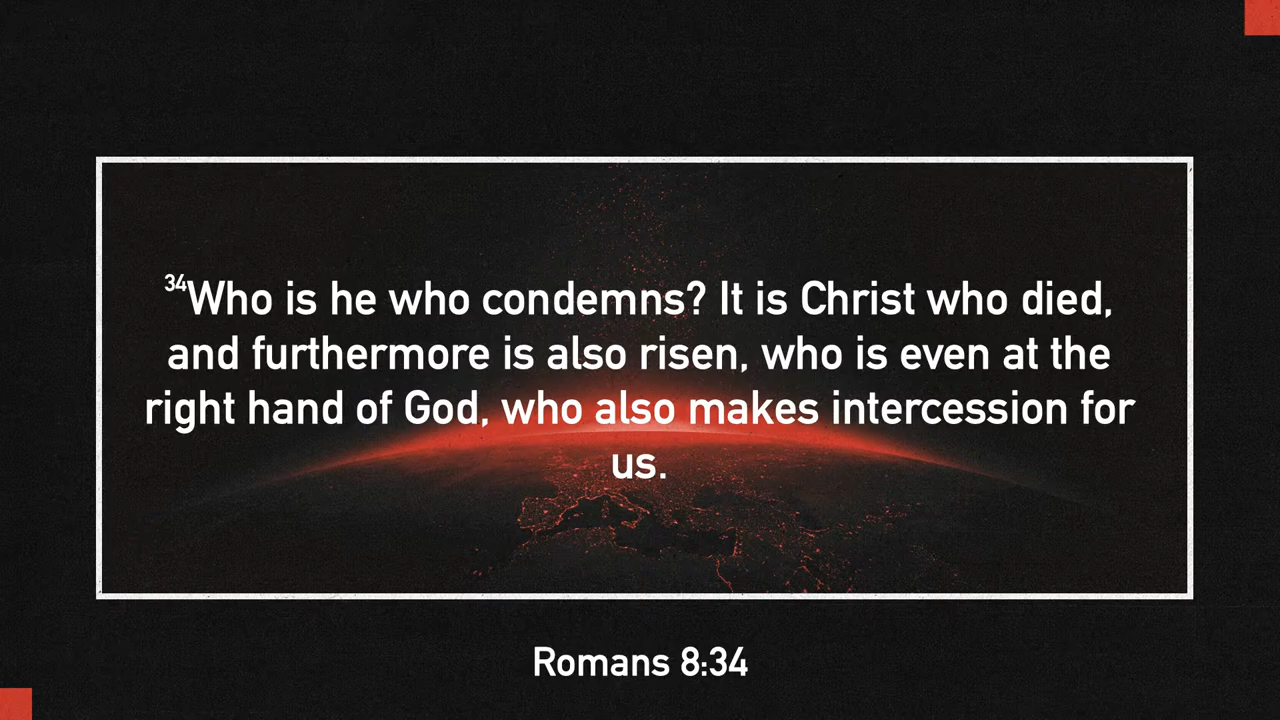 34Who is he who condemns? It is Christ who died,
and furthermore is also risen, who is even at the
right hand of God, who also makes intercession for
us.
Romans 8:34